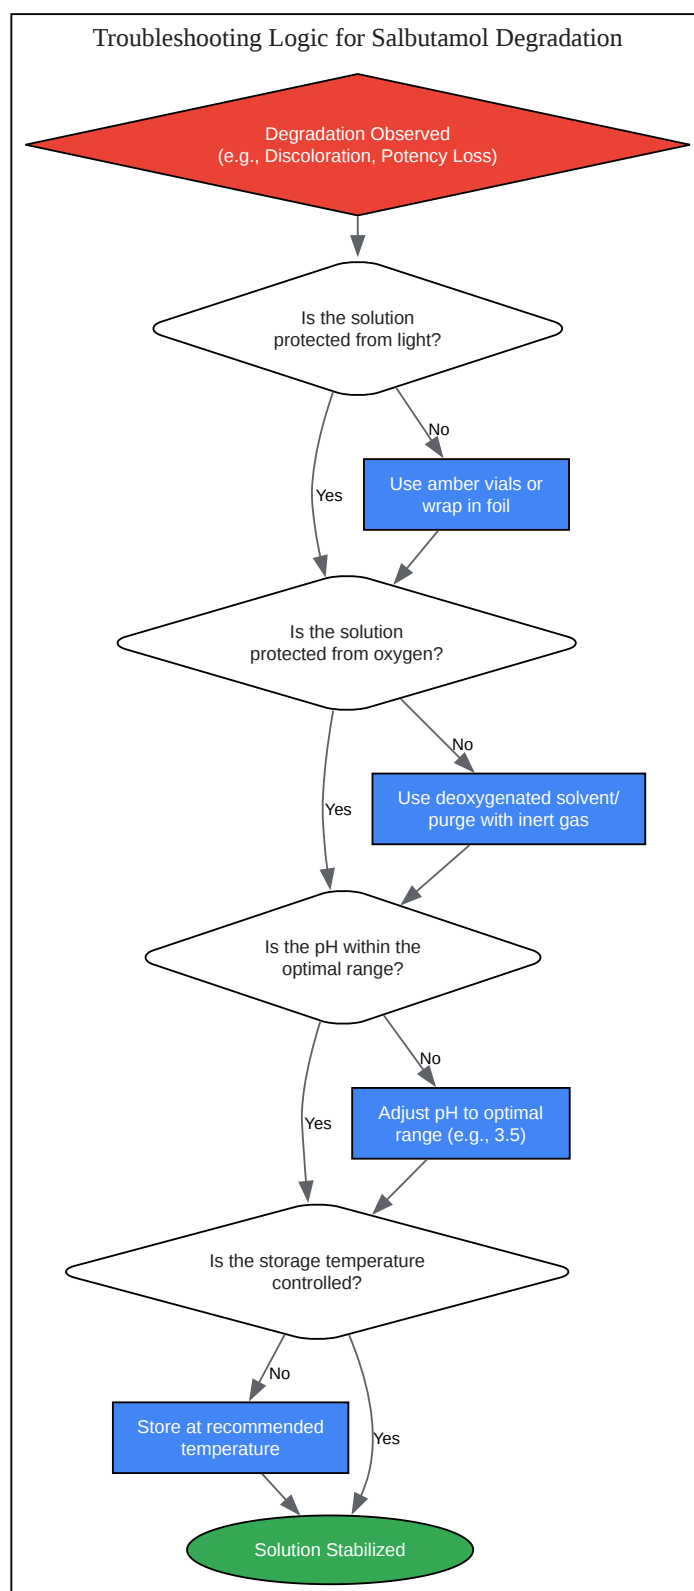 Troubleshooting Logic for Salbutamol Degradation
Degradation Observed
(e.g., Discoloration, Potency Loss)
Is the solution
protected from light?
No
Yes
Use amber vials or
wrap in foil
Is the solution
protected from oxygen?
No
Yes
Use deoxygenated solvent/
purge with inert gas
Is the pH within the
optimal range?
No
Yes
Adjust pH to optimal
range (e.g., 3.5)
Is the storage temperature
controlled?
No
Yes
Store at recommended
temperature
Solution Stabilized